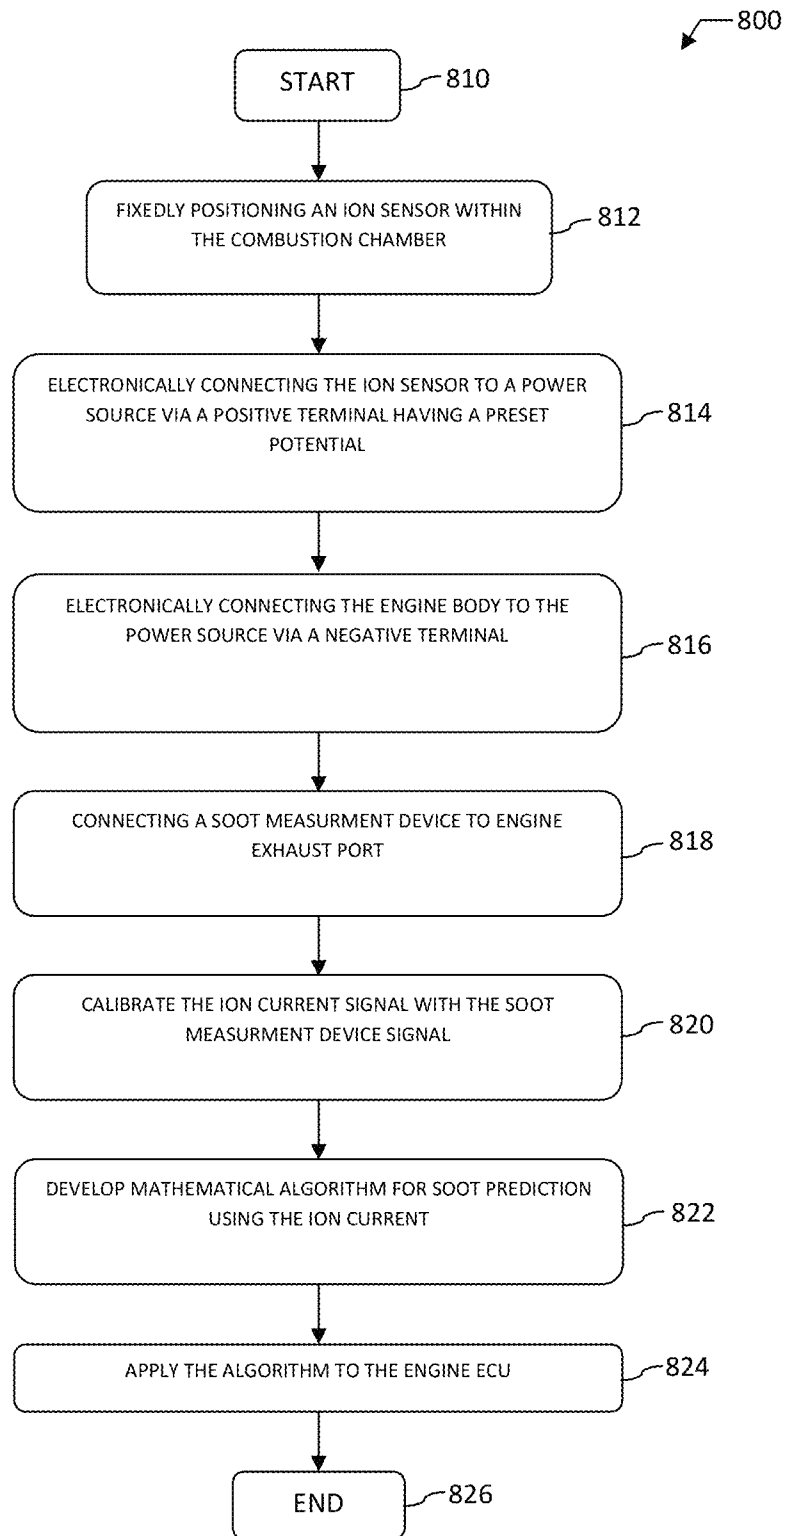 800
START
810
FIXEDLY POSITIONING AN ION SENSOR WITHIN
THE COMBUSTION CHAMBER
812
ELECTRONICALLY CONNECTING THE ION SENSOR TO A POWER
SOURCE VIA A POSITIVE TERMINAL HAVING A PRESET
POTENTIAL
814
ELECTRONICALLY CONNECTING THE ENGINE BODY TO THE
POWER SOURCE VIA A NEGATIVE TERMINAL
816
CONNECTING A SOOT MEASURMENT DEVICE TO ENGINE
EXHAUST PORT
818
CALIBRATE THE ION CURRENT SIGNAL WITH THE SOOT
MEASURMENT DEVICE SIGNAL
820
DEVELOP MATHEMATICAL ALGORITHM FOR SOOT PREDICTION
USING THE ION CURRENT
822
APPLY THE ALGORITHM TO THE ENGINE ECU
824
END
826